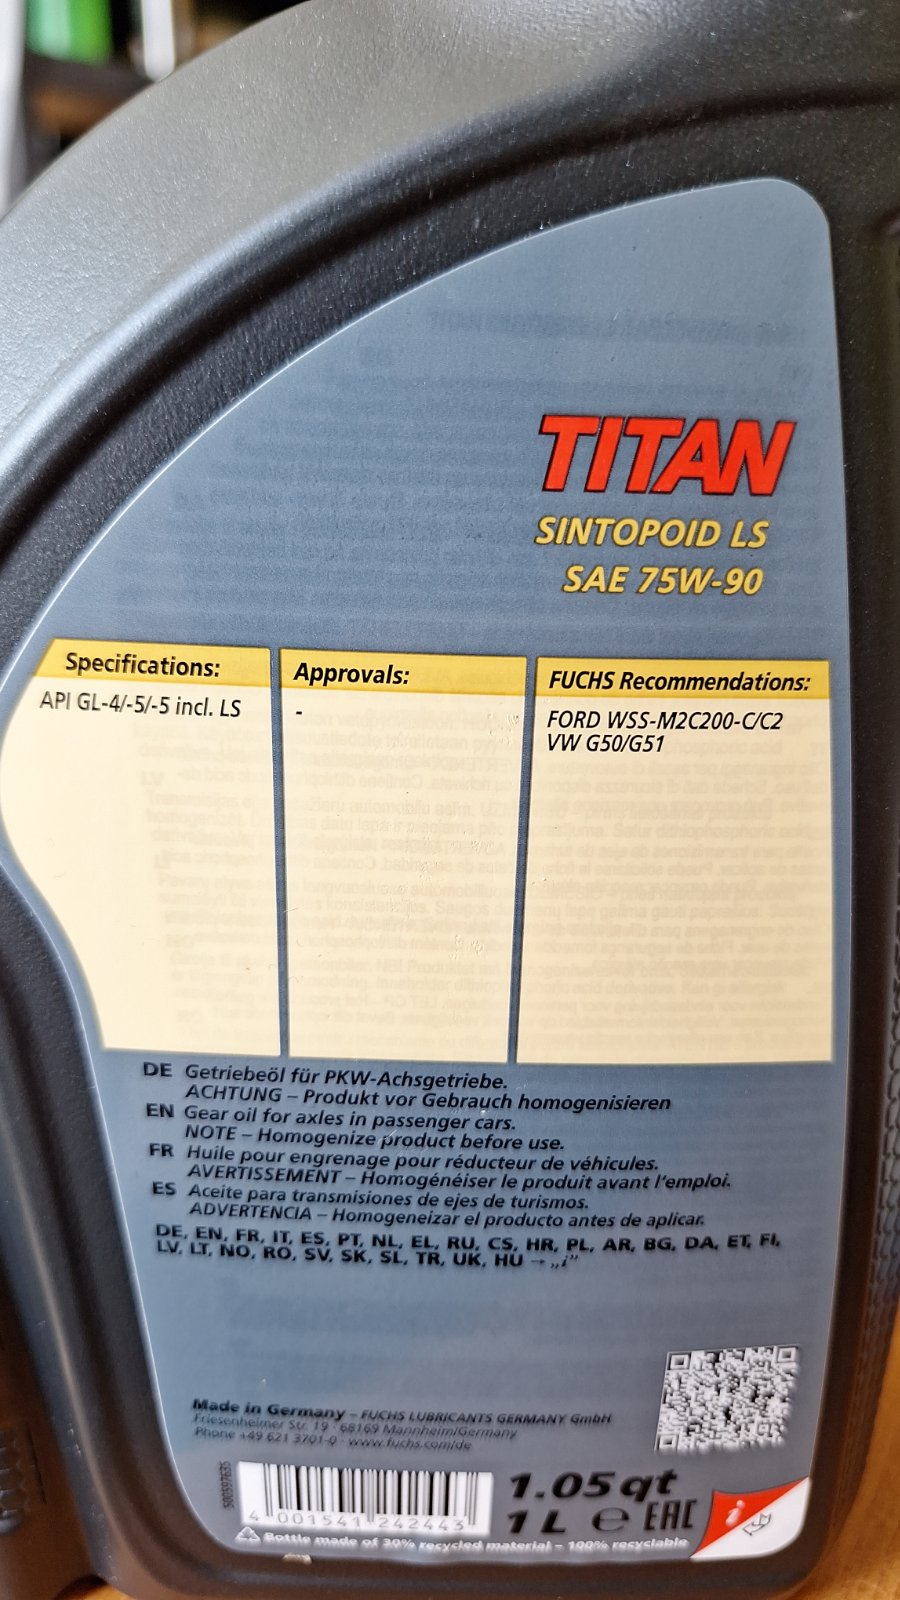 TITAN
SINTOPOID LS
SAE 75W-90
Specifications:
API GL-4/-5/-5 incl. LS
Approvals:
-
FUCHS Recommendations:
FORD WSS-M2C200-C/C2
VW G50/G51
DE Getriebeöl für PKW-Achsgetriebe.
ACHTUNG – Produkt vor Gebrauch homogenisieren
EN Gear oil for axles in passenger cars.
NOTE – Homogenize product before use.
FR Huile pour engrenage pour réducteur de véhicules.
AVERTISSEMENT – Homogénéiser le produit avant l'emploi.
ES Aceite para transmisiones de ejes de turismos.
ADVERTENCIA – Homogeneizar el producto antes de aplicar.
DE, EN, FR, IT, ES, PT, NL, EL, RU, CS, HR, PL, AR, BG, DA, ET, FI,
LV, LT, NO, RO, SV, SK, SL, TR, UK, HU → „i"
Made in Germany – FUCHS LUBRICANTS GERMANY GmbH
Friesenheimer Str. 19 · 68169 Mannheim/Germany
Phone +49 621 3701-0 · www.fuchs.com/de
500597635
4 001541 242443
1.05 qt
1 L e EAC
i
Bottle made of 30% recycled material – 100% recyclable